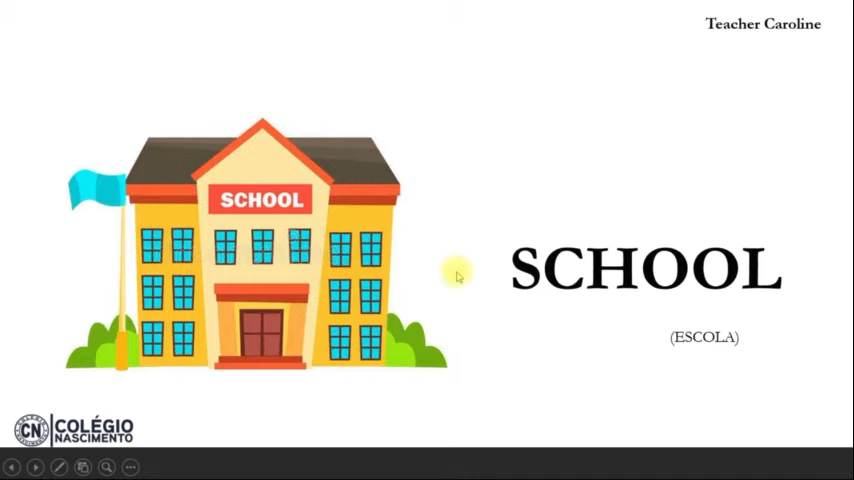 Teacher Caroline
SCHOOL
SCHOOL
(ESCOLA)
CN
COLÉGIO
NASCIMENTO